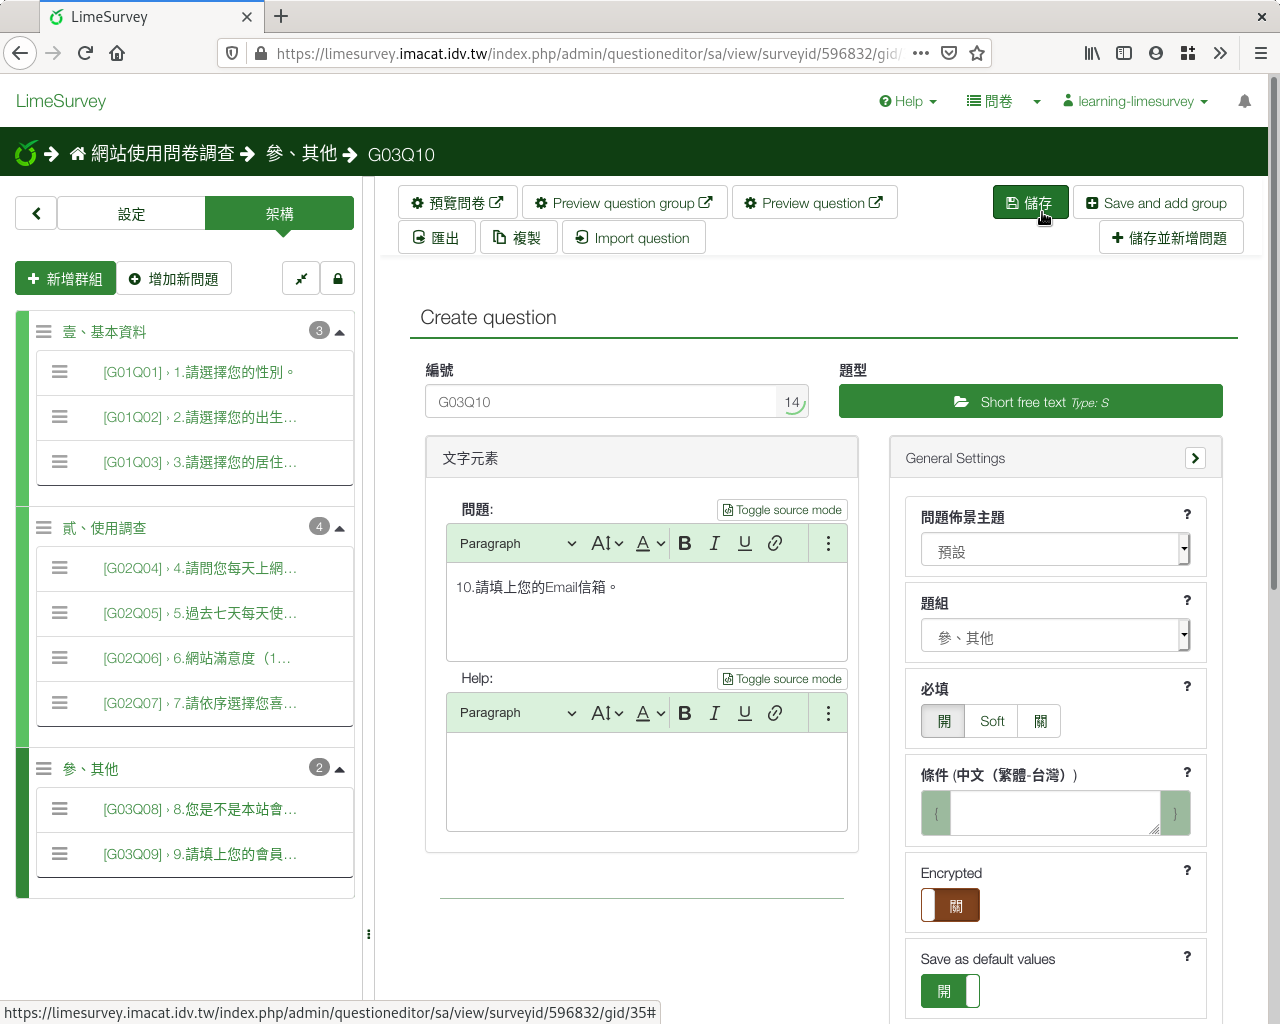 LimeSurvey
https://limesurvey.imacat.idv.tw/index.php/admin/questioneditor/sa/view/surveyid/596832/gid/
LimeSurvey
Help
問卷
learning-limesurvey
網站使用問卷調查
參、其他
G03Q10
設定
架構
預覽問卷
Preview question group
Preview question
儲存
Save and add group
匯出
複製
Import question
儲存並新增問題
新增群組
增加新問題
壹、基本資料
3
[G01Q01] › 1.請選擇您的性別。
[G01Q02] › 2.請選擇您的出生...
[G01Q03] › 3.請選擇您的居住...
貳、使用調查
4
[G02Q04] › 4.請問您每天上網...
[G02Q05] › 5.過去七天每天使...
[G02Q06] › 6.網站滿意度（1...
[G02Q07] › 7.請依序選擇您喜...
參、其他
2
[G03Q08] › 8.您是不是本站會...
[G03Q09] › 9.請填上您的會員...
Create question
編號
題型
G03Q10
14
Short free text Type: S
文字元素
General Settings
問題:
Toggle source mode
Paragraph
A
A
B
I
U
10.請填上您的Email信箱。
Help:
Toggle source mode
Paragraph
A
A
B
I
U
問題佈景主題
?
預設
題組
?
參、其他
必填
?
開
Soft
關
條件 (中文（繁體-台灣）)
?
{
}
Encrypted
?
關
Save as default values
?
開
https://limesurvey.imacat.idv.tw/index.php/admin/questioneditor/sa/view/surveyid/596832/gid/35#